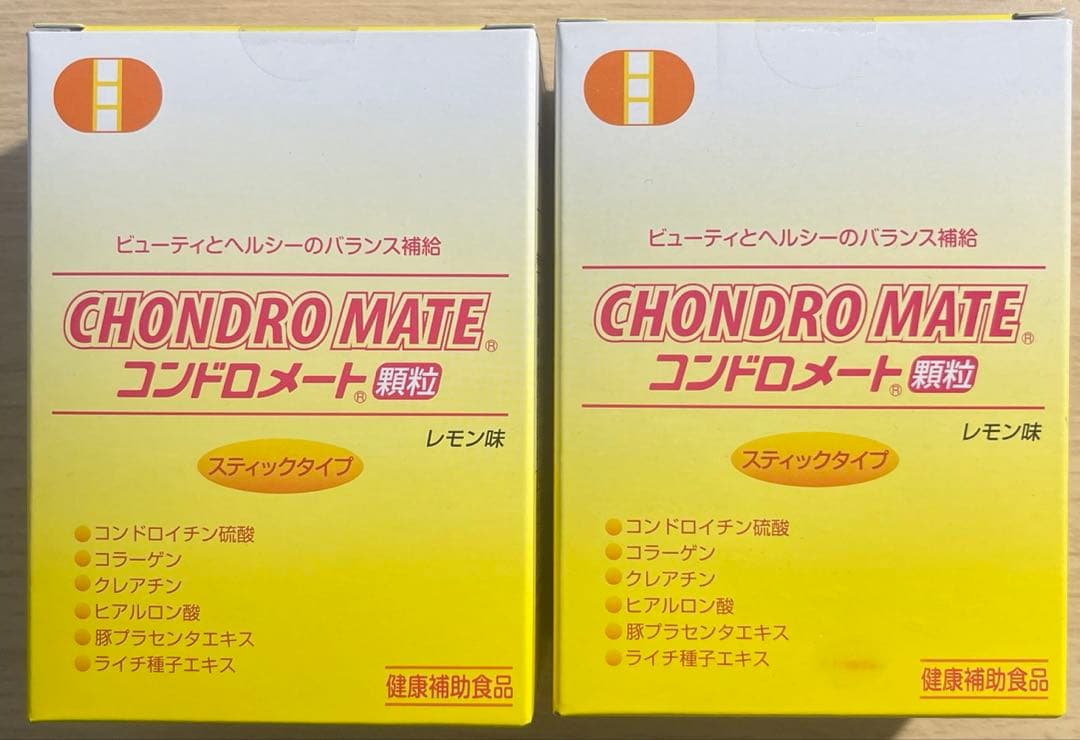 ビューティとヘルシーのバランス補給
CHONDRO MATE®
コンドロメート®顆粒
レモン味
スティックタイプ
●コンドロイチン硫酸
●コラーゲン
●クレアチン
●ヒアルロン酸
●豚プラセンタエキス
●ライチ種子エキス
健康補助食品
ビューティとヘルシーのバランス補給
CHONDRO MATE®
コンドロメート®顆粒
レモン味
スティックタイプ
●コンドロイチン硫酸
●コラーゲン
●クレアチン
●ヒアルロン酸
●豚プラセンタエキス
●ライチ種子エキス
健康補助食品